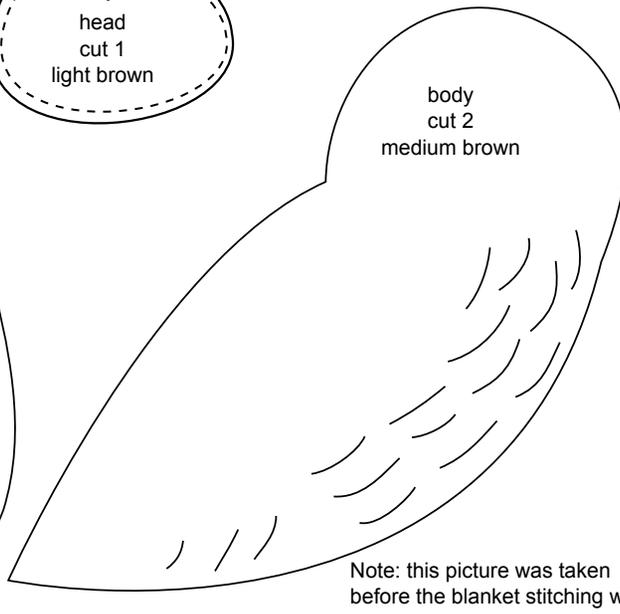 head
cut 1
light brown
body
cut 2
medium brown
Note: this picture was taken
before the blanket stitching